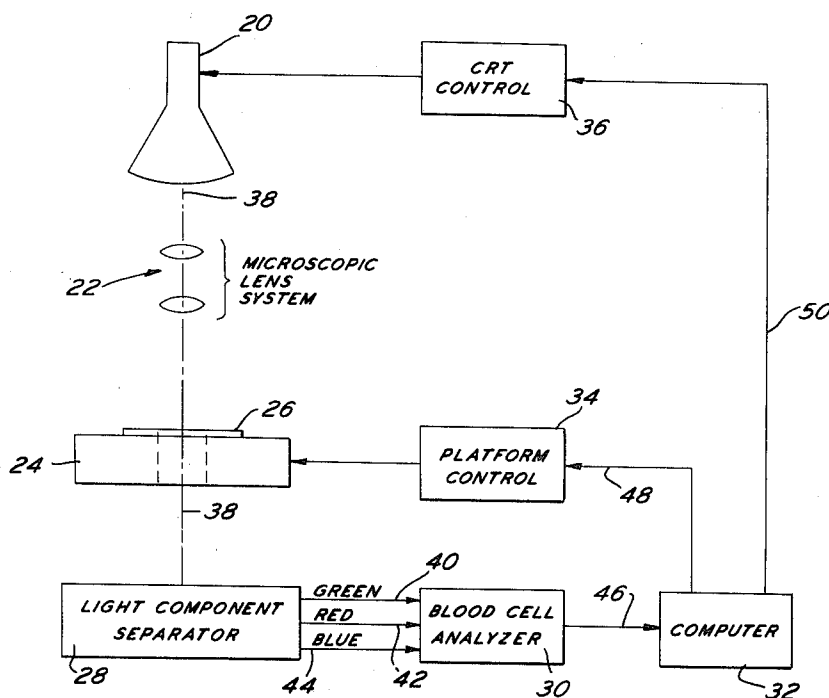 20
CRT
CONTROL
36
38
22
MICROSCOPIC
LENS
SYSTEM
50
26
34
24
PLATFORM
CONTROL
48
38
GREEN
40
LIGHT COMPONENT
SEPARATOR
RED
BLUE
BLOOD CELL
ANALYZER
46
COMPUTER
28
44
42
30
32